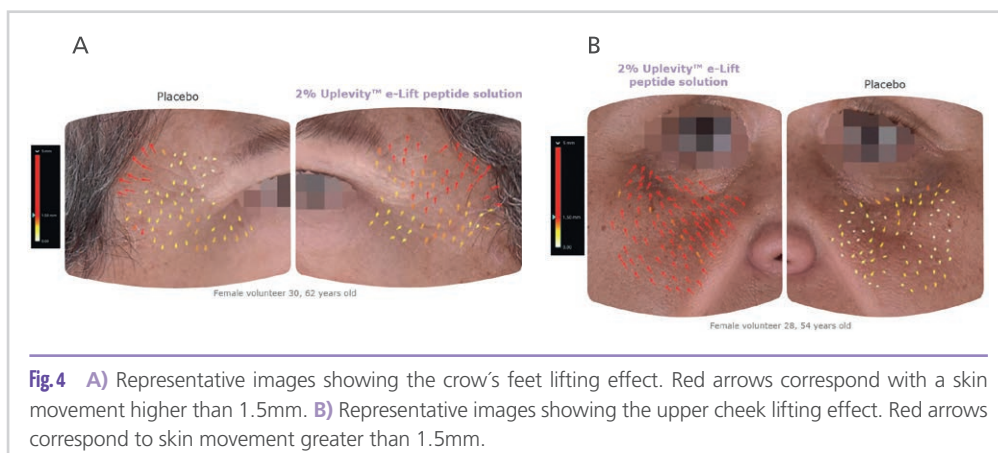 A
Placebo
2% Uplevity™ e-Lift peptide solution
Female volunteer 30, 62 years old
B
2% Uplevity™ e-Lift
peptide solution
Placebo
Female volunteer 28, 54 years old
Fig.4 A) Representative images showing the crow´s feet lifting effect. Red arrows correspond with a skin
movement higher than 1.5mm. B) Representative images showing the upper cheek lifting effect. Red arrows
correspond to skin movement greater than 1.5mm.